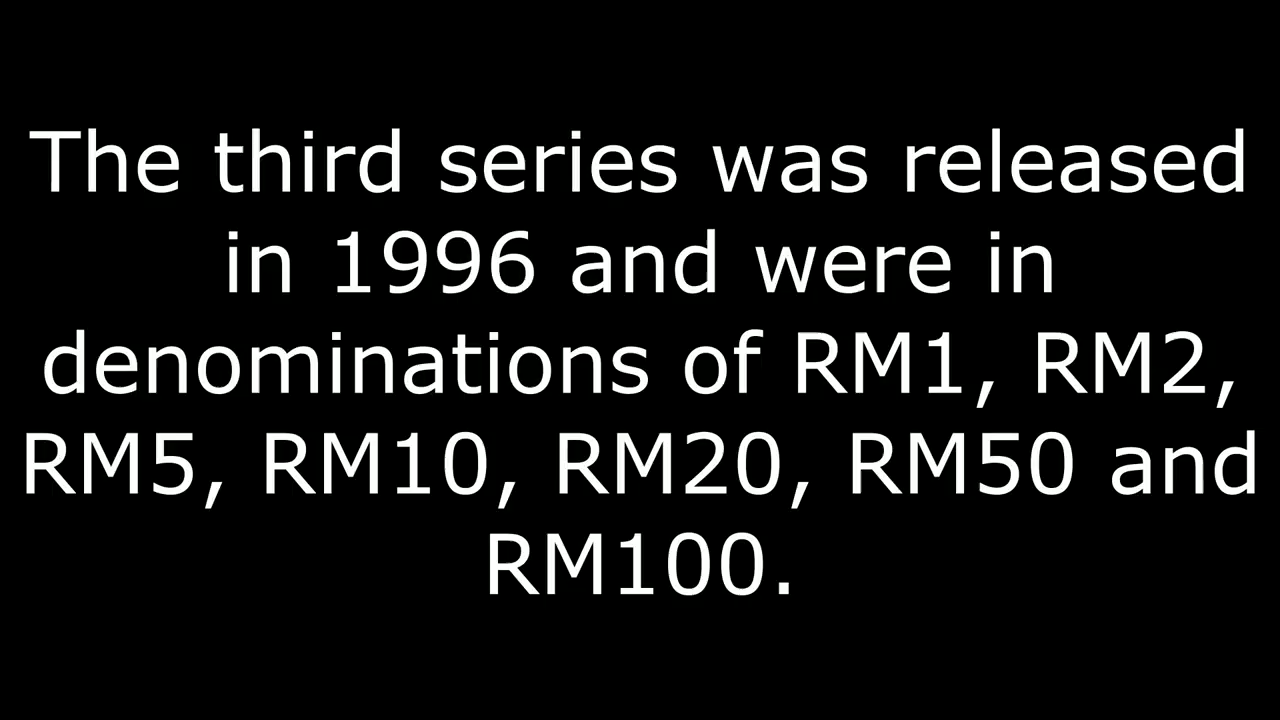 The third series was released
in 1996 and were in
denominations of RM1, RM2,
RM5, RM10, RM20, RM50 and
RM100.